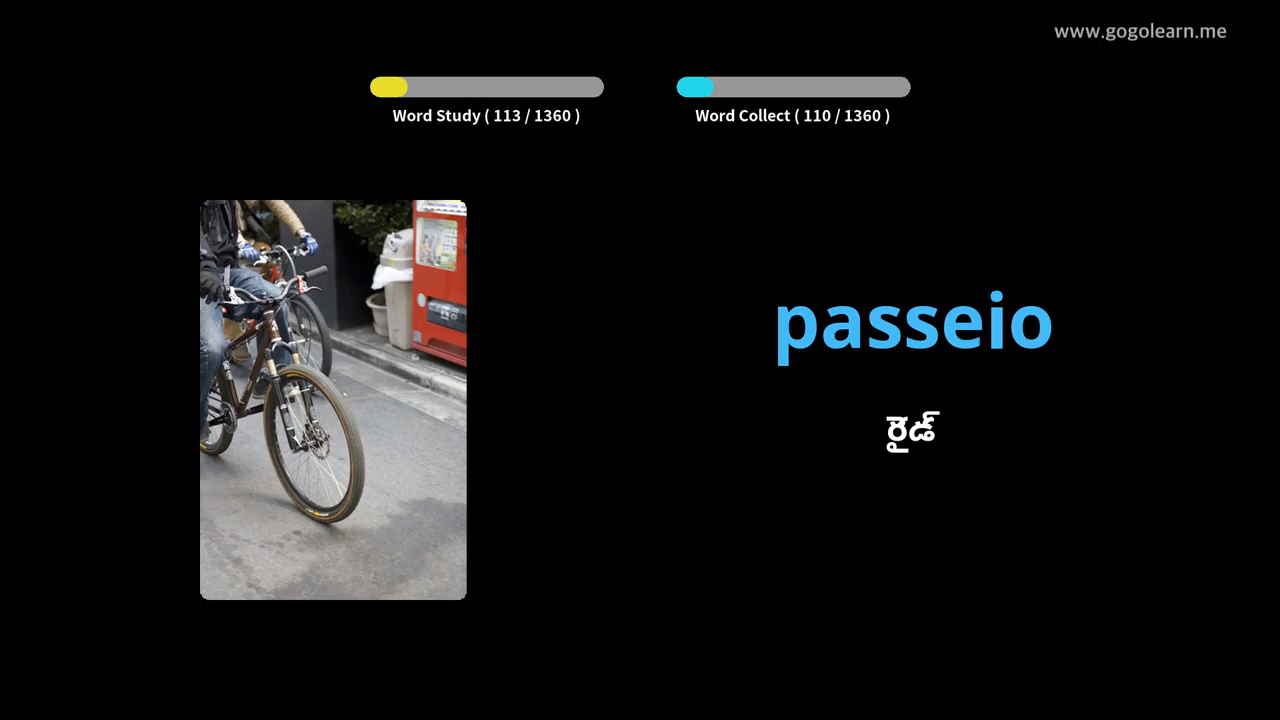 www.gogolearn.me
Word Study ( 113 / 1360 )
Word Collect ( 110 / 1360 )
passeio
రైడ్